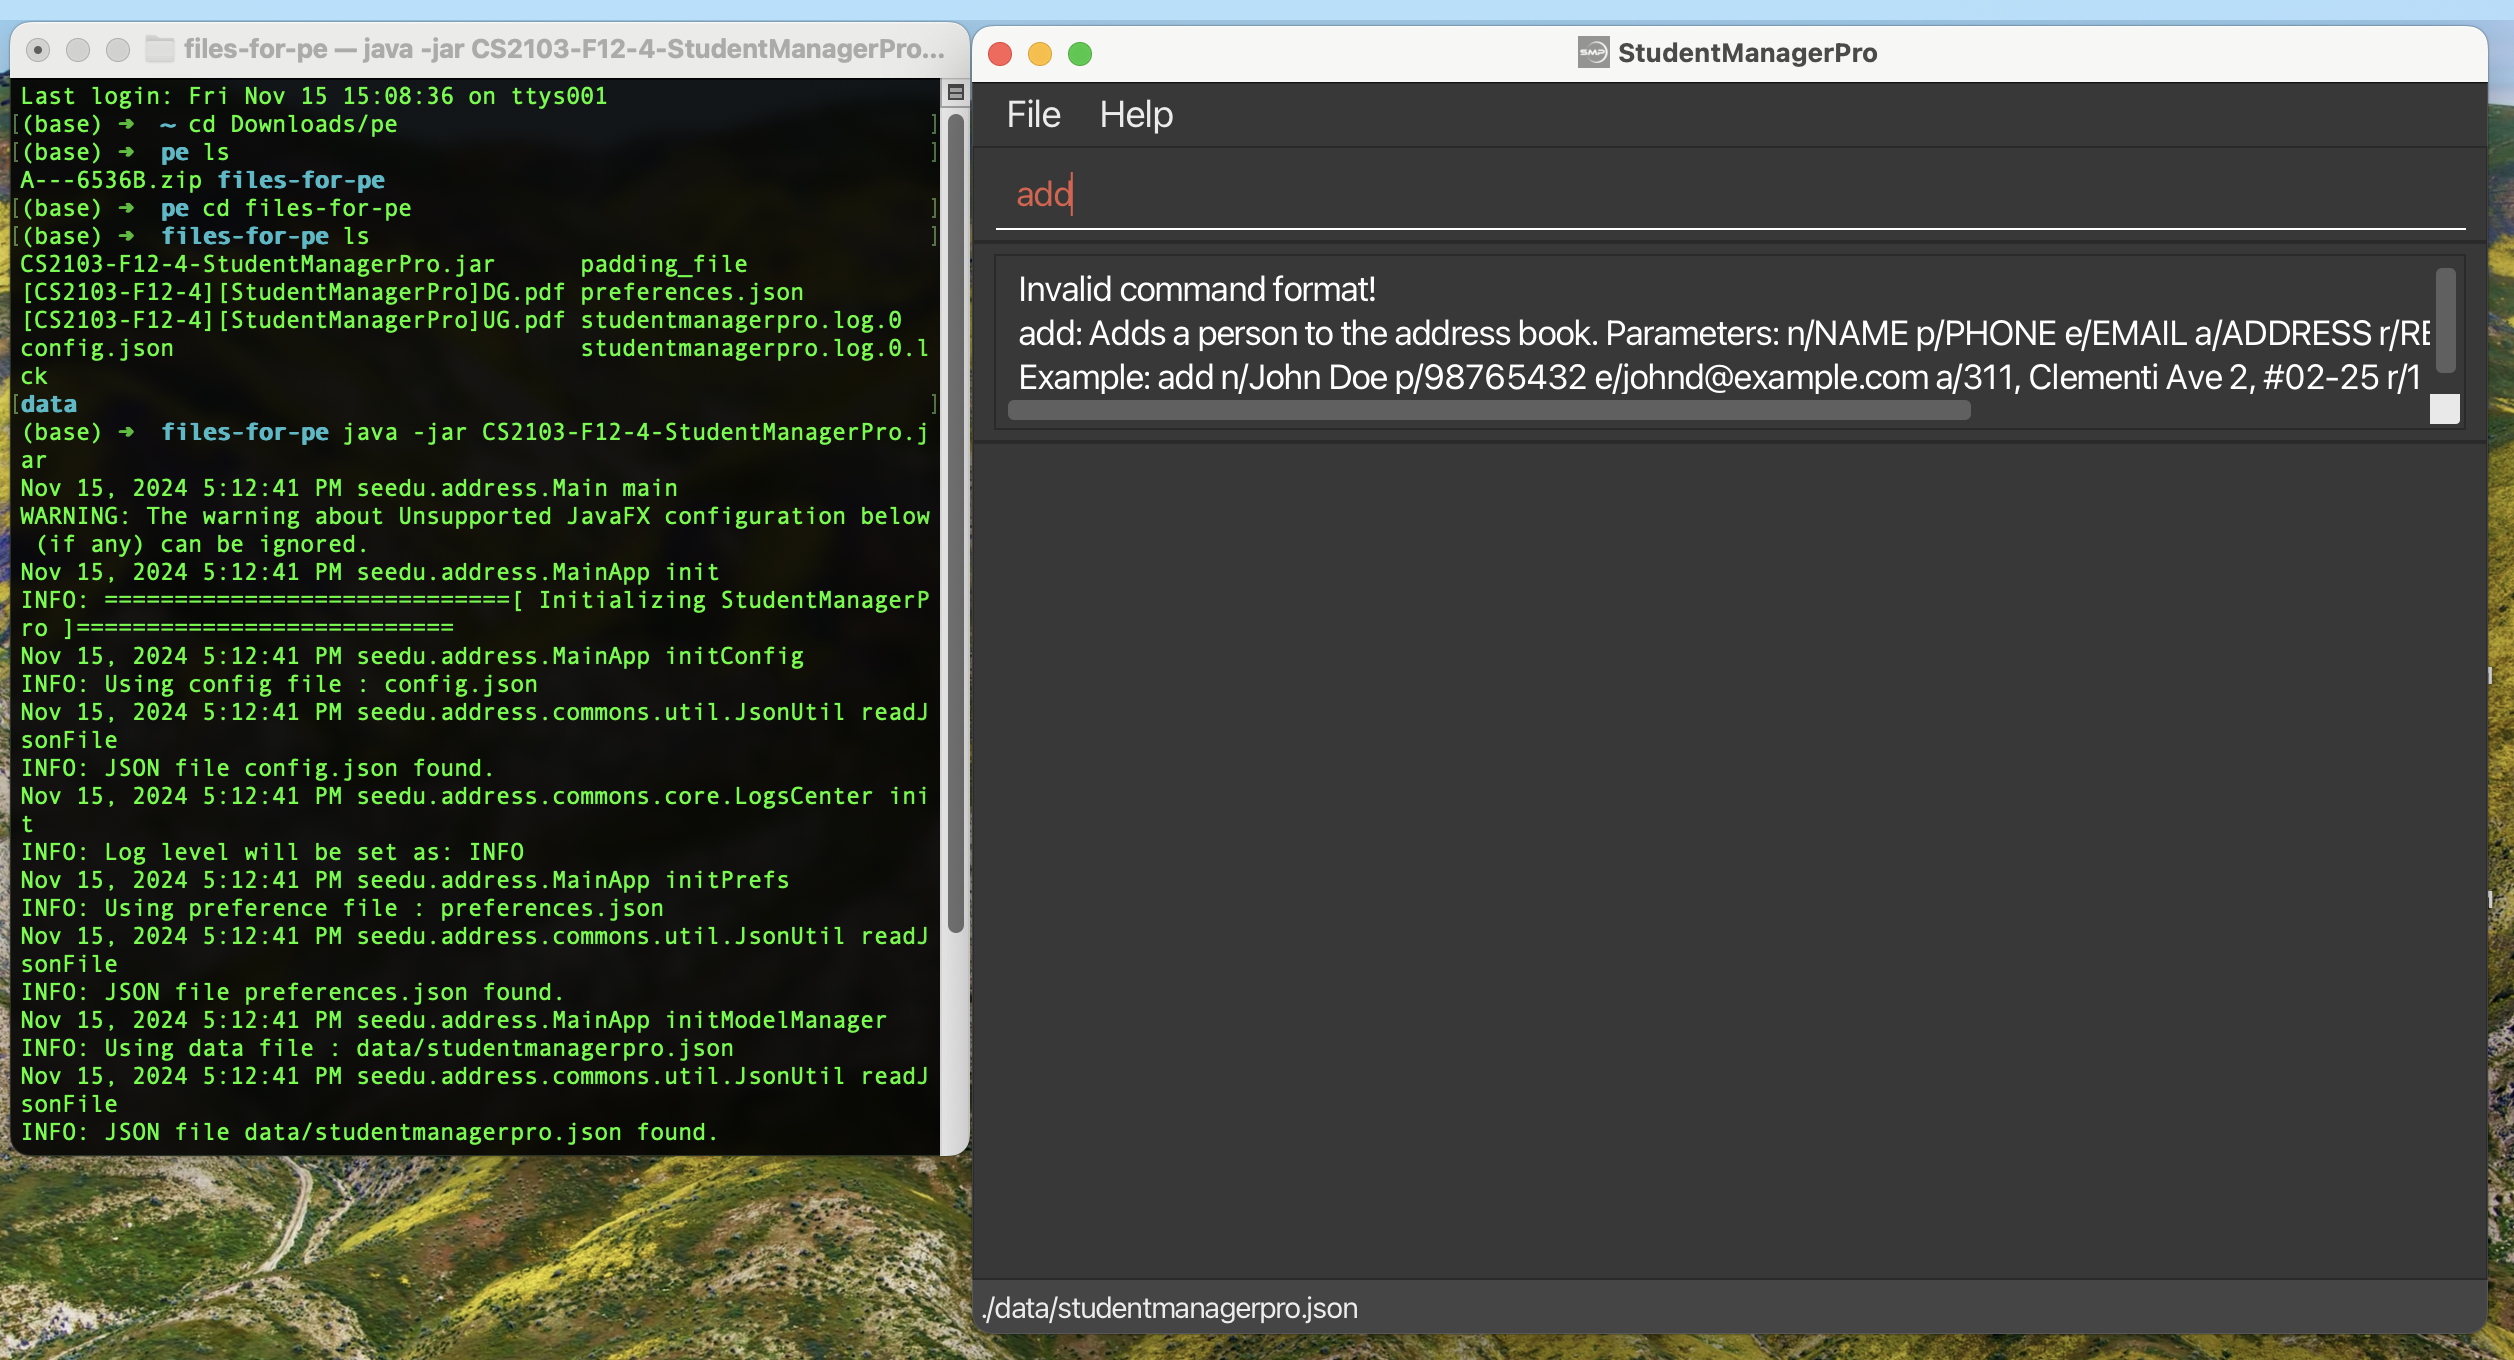 files-for-pe — java -jar CS2103-F12-4-StudentManagerPro...
Last login: Fri Nov 15 15:08:36 on ttys001
[(base) ➜  ~ cd Downloads/pe ]
[(base) ➜  pe ls ]
A---6536B.zip files-for-pe
[(base) ➜  pe cd files-for-pe ]
[(base) ➜  files-for-pe ls ]
CS2103-F12-4-StudentManagerPro.jar      padding_file
[CS2103-F12-4][StudentManagerPro]DG.pdf preferences.json
[CS2103-F12-4][StudentManagerPro]UG.pdf studentmanagerpro.log.0
config.json                             studentmanagerpro.log.0.l
ck
[data ]
(base) ➜  files-for-pe java -jar CS2103-F12-4-StudentManagerPro.j
ar
Nov 15, 2024 5:12:41 PM seedu.address.Main main
WARNING: The warning about Unsupported JavaFX configuration below
(if any) can be ignored.
Nov 15, 2024 5:12:41 PM seedu.address.MainApp init
INFO: =============================[ Initializing StudentManagerP
ro ]===========================
Nov 15, 2024 5:12:41 PM seedu.address.MainApp initConfig
INFO: Using config file : config.json
Nov 15, 2024 5:12:41 PM seedu.address.commons.util.JsonUtil readJ
sonFile
INFO: JSON file config.json found.
Nov 15, 2024 5:12:41 PM seedu.address.commons.core.LogsCenter ini
t
INFO: Log level will be set as: INFO
Nov 15, 2024 5:12:41 PM seedu.address.MainApp initPrefs
INFO: Using preference file : preferences.json
Nov 15, 2024 5:12:41 PM seedu.address.commons.util.JsonUtil readJ
sonFile
INFO: JSON file preferences.json found.
Nov 15, 2024 5:12:41 PM seedu.address.MainApp initModelManager
INFO: Using data file : data/studentmanagerpro.json
Nov 15, 2024 5:12:41 PM seedu.address.commons.util.JsonUtil readJ
sonFile
INFO: JSON file data/studentmanagerpro.json found.
SMP StudentManagerPro
File Help
add
Invalid command format!
add: Adds a person to the address book. Parameters: n/NAME p/PHONE e/EMAIL a/ADDRESS r/RE
Example: add n/John Doe p/98765432 e/johnd@example.com a/311, Clementi Ave 2, #02-25 r/1
./data/studentmanagerpro.json